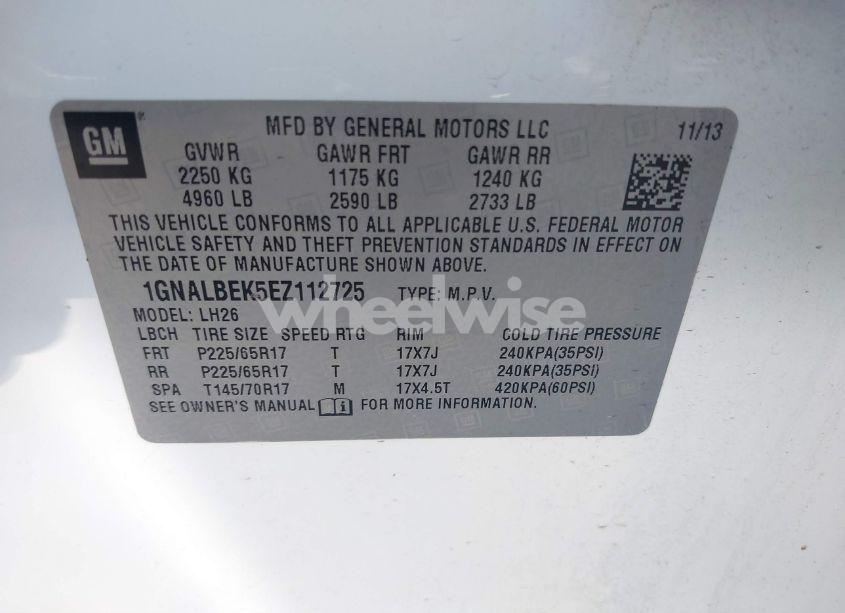 GM
MFD BY GENERAL MOTORS LLC 11/13
GVWR GAWR FRT GAWR RR
2250 KG 1175 KG 1240 KG
4960 LB 2590 LB 2733 LB
THIS VEHICLE CONFORMS TO ALL APPLICABLE U.S. FEDERAL MOTOR
VEHICLE SAFETY AND THEFT PREVENTION STANDARDS IN EFFECT ON
THE DATE OF MANUFACTURE SHOWN ABOVE.
1GNALBEK5EZ112725 TYPE: M.P.V.
wheelwise
MODEL: LH26
LBCH TIRE SIZE SPEED RTG RIM COLD TIRE PRESSURE
FRT P225/65R17 T 17X7J 240KPA(35PSI)
RR P225/65R17 T 17X7J 240KPA(35PSI)
SPA T145/70R17 M 17X4.5T 420KPA(60PSI)
SEE OWNER'S MANUAL i FOR MORE INFORMATION.